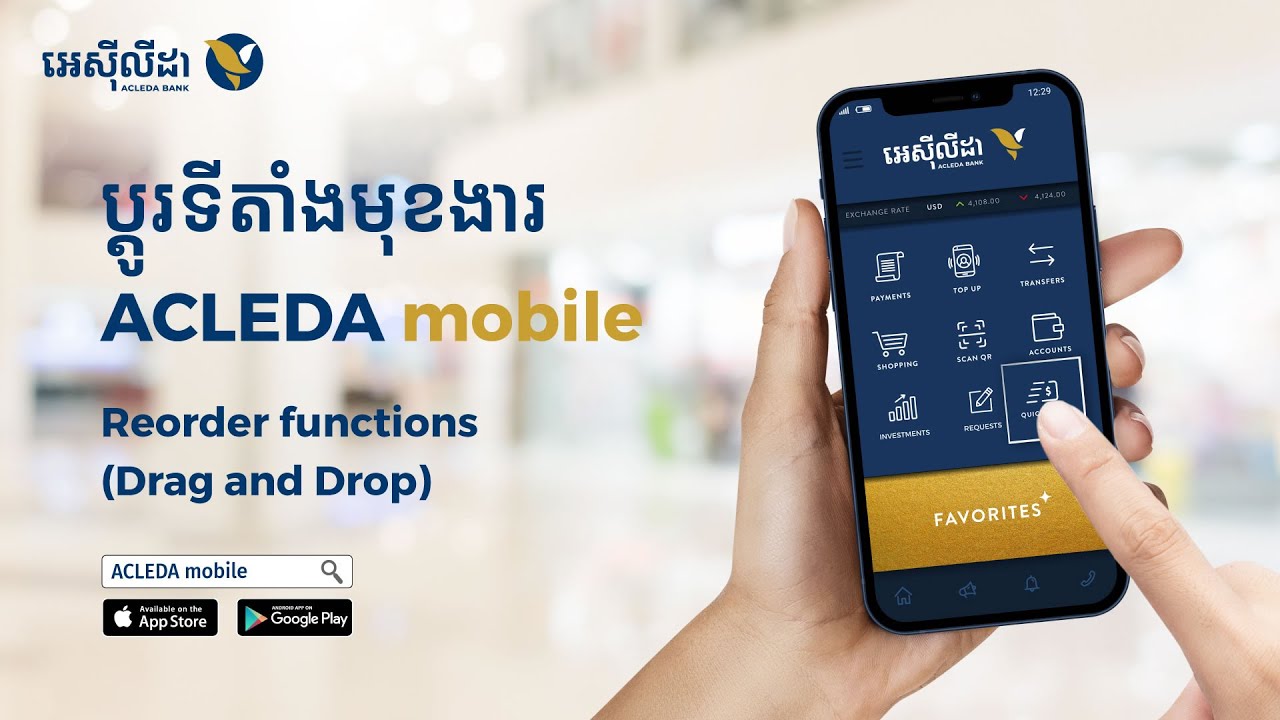 អេស៊ីលីដា
ACLEDA BANK
ប្ដូរទីតាំងមុខងារ
ACLEDA mobile
Reorder functions
(Drag and Drop)
ACLEDA mobile
Available on the
App Store
ANDROID APP ON
Google Play
12:29
អេស៊ីលីដា
ACLEDA BANK
EXCHANGE RATE USD 4,108.00 4,124.00
PAYMENTS TOP UP TRANSFERS
SHOPPING SCAN QR ACCOUNTS
INVESTMENTS REQUESTS
FAVORITES